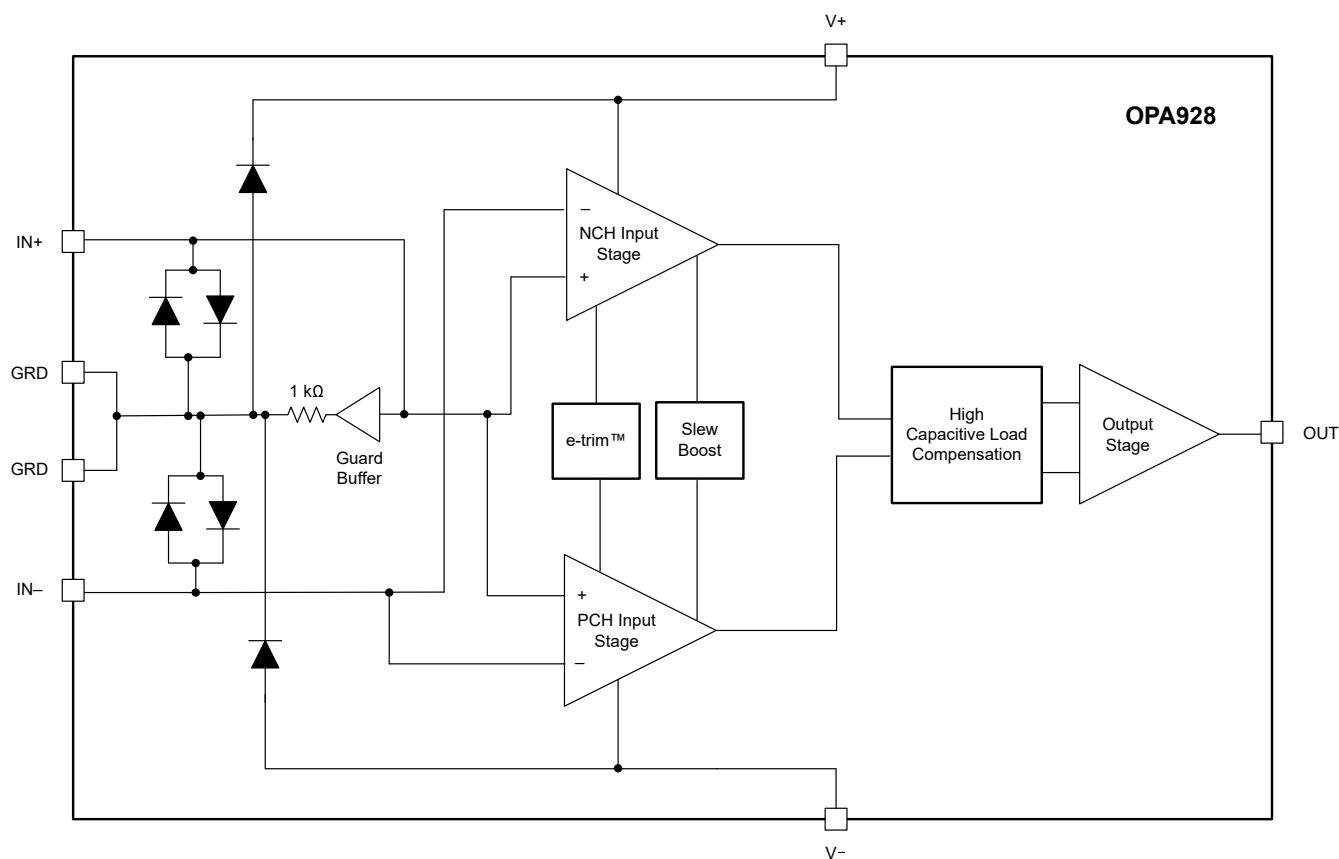 V+
OPA928
–
NCH Input
Stage
+
IN+
GRD
1 kΩ
Guard
Buffer
GRD
e-trim™
Slew
Boost
High
Capacitive Load
Compensation
Output
Stage
OUT
IN–
+
PCH Input
Stage
–
V–